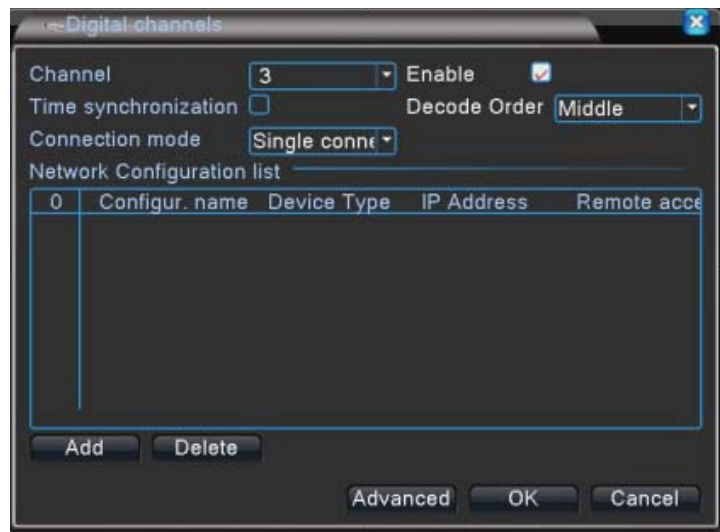 Digital channels
Channel 3 Enable
Time synchronization Decode Order Middle
Connection mode Single conne
Network Configuration list
0 Configur. name Device Type IP Address Remote acce
Add Delete
Advanced OK Cancel